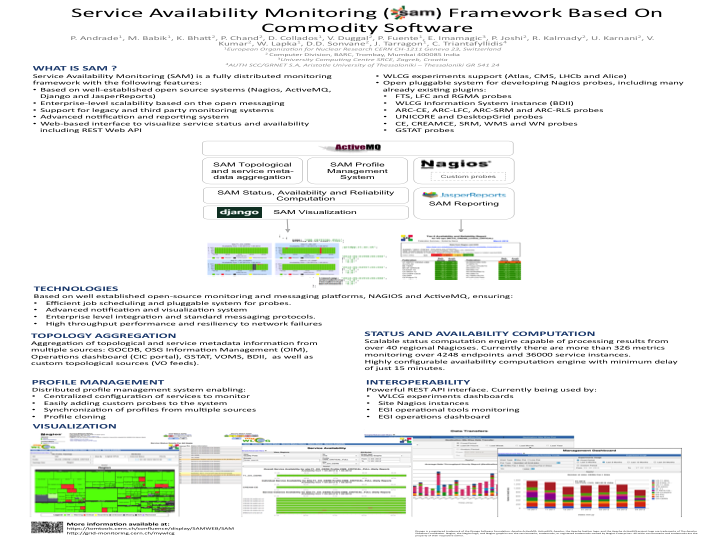 Service Availability Monitoring (sam) Framework Based On
Commodity Software
P. Andrade¹, M. Babik¹, K. Bhatt², P. Chand², D. Collados¹, V. Duggal², P. Fuente¹, E. Imamagic³, P. Joshi², R. Kalmady², U. Karnani², V.
Kumar², W. Lapka¹, D.D. Sonvane², J. Tarragon¹, C. Triantafyllidis⁴
¹European Organization for Nuclear Research CERN CH-1211 Geneva 23, Switzerland
²Computer Division, BARC, Trombay, Mumbai 400085 India
³University Computing Centre SRCE, Zagreb, Croatia
⁴AUTH SCC/GRNET S.A. Aristotle University of Thessaloniki – Thessaloniki GR 541 24
WHAT IS SAM ?
Service Availability Monitoring (SAM) is a fully distributed monitoring
framework with the following features:
• Based on well-established open source systems (Nagios, ActiveMQ,
Django and JasperReports)
• Enterprise-level scalability based on the open messaging
• Support for legacy and third party monitoring systems
• Advanced notification and reporting system
• Web-based interface to visualize service status and availability
including REST Web API
• WLCG experiments support (Atlas, CMS, LHCb and Alice)
• Open pluggable system for developing Nagios probes, including many
already existing plugins:
• FTS, LFC and RGMA probes
• WLCG Information System instance (BDII)
• ARC-CE, ARC-LFC, ARC-SRM and ARC-RLS probes
• UNICORE and DesktopGrid probes
• CE, CREAMCE, SRM, WMS and WN probes
• GSTAT probes
ActiveMQ
SAM Topological
and service meta-
data aggregation
SAM Profile
Management
System
Nagios
Custom probes
SAM Status, Availability and Reliability
Computation
JasperReports
SAM Reporting
django
SAM Visualization
TECHNOLOGIES
Based on well established open-source monitoring and messaging platforms, NAGIOS and ActiveMQ, ensuring:
• Efficient job scheduling and pluggable system for probes.
• Advanced notification and visualization system
• Enterprise level integration and standard messaging protocols.
• High throughput performance and resiliency to network failures
TOPOLOGY AGGREGATION
Aggregation of topological and service metadata information from
multiple sources: GOCDB, OSG Information Management (OIM),
Operations dashboard (CIC portal), GSTAT, VOMS, BDII, as well as
custom topological sources (VO feeds).
STATUS AND AVAILABILITY COMPUTATION
Scalable status computation engine capable of processing results from
over 40 regional Nagioses. Currently there are more than 326 metrics
monitoring over 4248 endpoints and 36000 service instances.
Highly configurable availability computation engine with minimum delay
of just 15 minutes.
PROFILE MANAGEMENT
Distributed profile management system enabling:
• Centralized configuration of services to monitor
• Easily adding custom probes to the system
• Synchronization of profiles from multiple sources
• Profile cloning
INTEROPERABILITY
Powerful REST API interface. Currently being used by:
• WLCG experiments dashboards
• Site Nagios instances
• EGI operational tools monitoring
• EGI operations dashboard
VISUALIZATION
Nagios
WLCG
Service Availability
Data Transfers
Management Dashboard
More information available at:
https://tomtools.cern.ch/confluence/display/SAMWEB/SAM
http://grid-monitoring.cern.ch/mywlcg